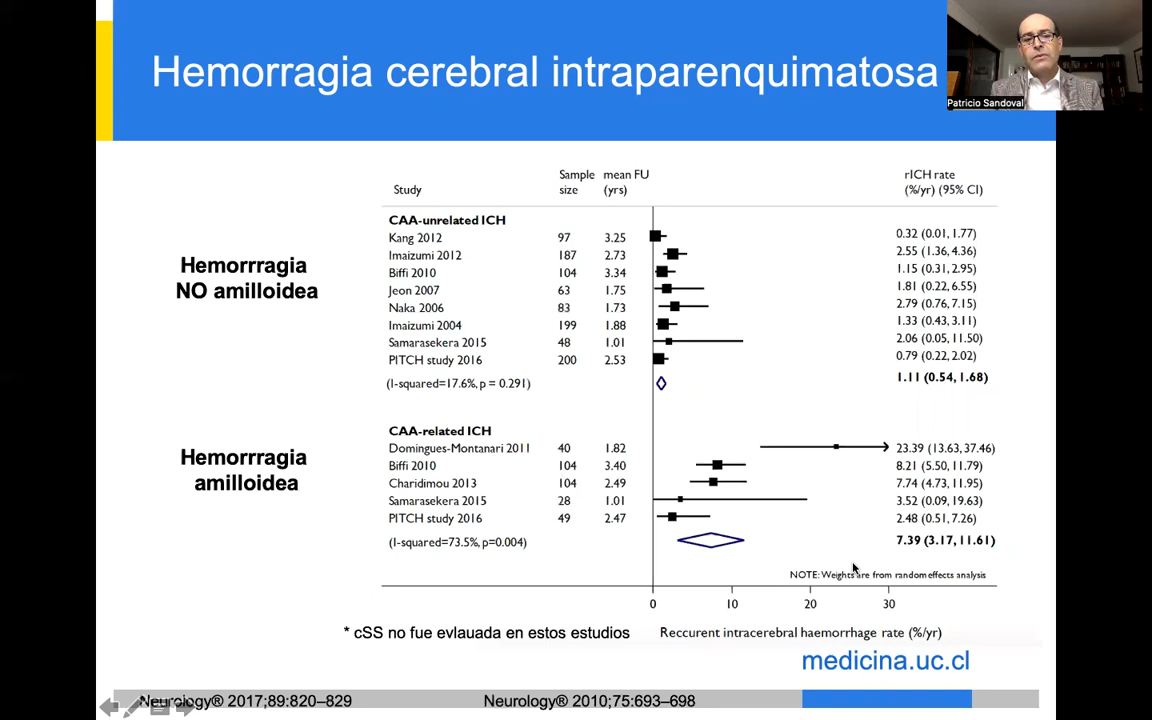 Hemorragia cerebral intraparenquimatosa
Patricio Sandoval
Sample mean FU rICH rate
Study size (yrs) (%/yr) (95% CI)
CAA-unrelated ICH
Kang 2012 97 3.25 0.32 (0.01, 1.77)
Imaizumi 2012 187 2.73 2.55 (1.36, 4.36)
Biffi 2010 104 3.34 1.15 (0.31, 2.95)
Jeon 2007 63 1.75 1.81 (0.22, 6.55)
Naka 2006 83 1.73 2.79 (0.76, 7.15)
Imaizumi 2004 199 1.88 1.33 (0.43, 3.11)
Samarasekera 2015 48 1.01 2.06 (0.05, 11.50)
PITCH study 2016 200 2.53 0.79 (0.22, 2.02)
(I-squared=17.6%, p = 0.291) 1.11 (0.54, 1.68)
Hemorrragia
NO amilloidea
CAA-related ICH
Domingues-Montanari 2011 40 1.82 23.39 (13.63, 37.46)
Biffi 2010 104 3.40 8.21 (5.50, 11.79)
Charidimou 2013 104 2.49 7.74 (4.73, 11.95)
Samarasekera 2015 28 1.01 3.52 (0.09, 19.63)
PITCH study 2016 49 2.47 2.48 (0.51, 7.26)
(I-squared=73.5%, p=0.004) 7.39 (3.17, 11.61)
Hemorrragia
amilloidea
NOTE: Weights are from random effects analysis
0 10 20 30
Reccurent intracerebral haemorrhage rate (%/yr)
* cSS no fue evlauada en estos estudios
medicina.uc.cl
Neurology® 2017;89:820–829
Neurology® 2010;75:693–698